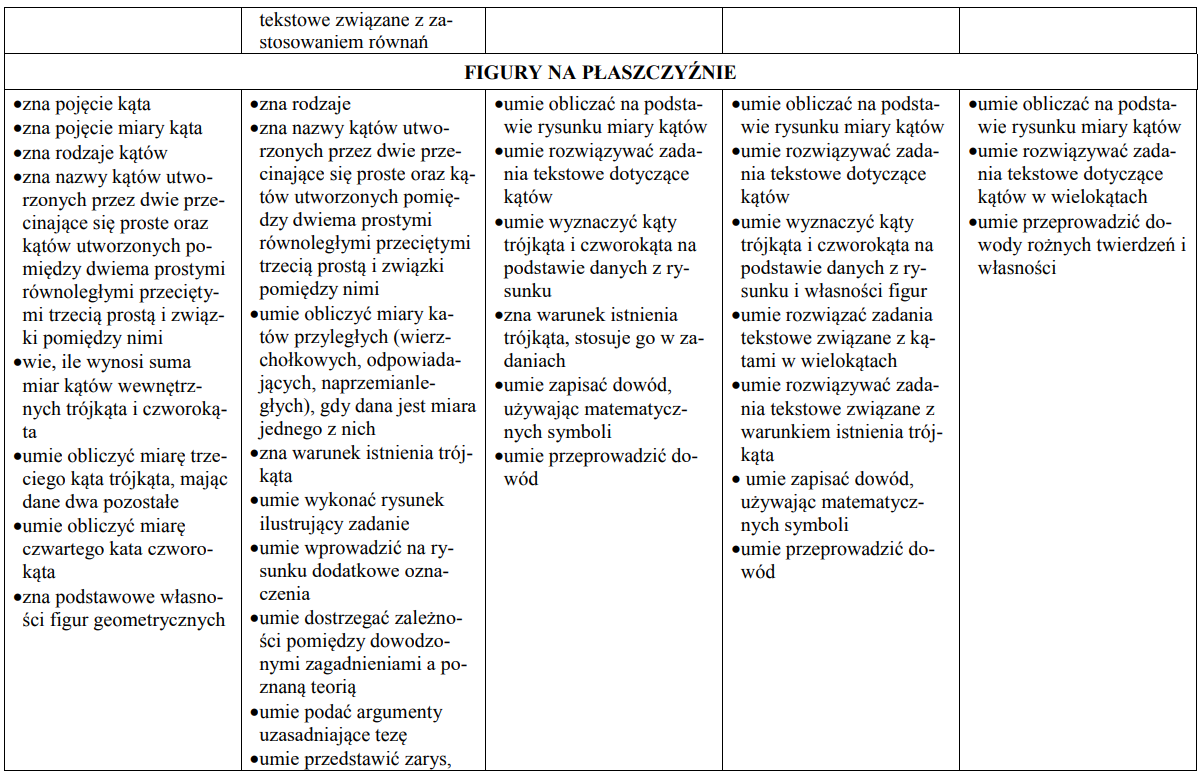 tekstowe związane z za-
stosowaniem równań
FIGURY NA PŁASZCZYŹNIE
•zna pojęcie kąta
•zna pojęcie miary kąta
•zna rodzaje kątów
•zna nazwy kątów utwo-
rzonych przez dwie prze-
cinające się proste oraz
kątów utworzonych po-
między dwiema prostymi
równoległymi przecięty-
mi trzecią prostą i związ-
ki pomiędzy nimi
•wie, ile wynosi suma
miar kątów wewnętrz-
nych trójkąta i czworoką-
ta
•umie obliczyć miarę trze-
ciego kąta trójkąta, mając
dane dwa pozostałe
•umie obliczyć miarę
czwartego kata czworo-
kąta
•zna podstawowe własno-
ści figur geometrycznych
•zna rodzaje
•zna nazwy kątów utwo-
rzonych przez dwie prze-
cinające się proste oraz ką-
tów utworzonych pomię-
dzy dwiema prostymi
równoległymi przeciętymi
trzecią prostą i związki
pomiędzy nimi
•umie obliczyć miary ka-
tów przyległych (wierz-
chołkowych, odpowiada-
jących, naprzemianle-
głych), gdy dana jest miara
jednego z nich
•zna warunek istnienia trój-
kąta
•umie wykonać rysunek
ilustrujący zadanie
•umie wprowadzić na ry-
sunku dodatkowe ozna-
czenia
•umie dostrzegać zależno-
ści pomiędzy dowodzo-
nymi zagadnieniami a po-
znaną teorią
•umie podać argumenty
uzasadniające tezę
•umie przedstawić zarys,
•umie obliczać na podsta-
wie rysunku miary kątów
•umie rozwiązywać zada-
nia tekstowe dotyczące
kątów
•umie wyznaczyć kąty
trójkąta i czworokąta na
podstawie danych z ry-
sunku
•zna warunek istnienia
trójkąta, stosuje go w za-
daniach
•umie zapisać dowód,
używając matematycz-
nych symboli
•umie przeprowadzić do-
wód
•umie obliczać na podsta-
wie rysunku miary kątów
•umie rozwiązywać zada-
nia tekstowe dotyczące
kątów
•umie wyznaczyć kąty
trójkąta i czworokąta na
podstawie danych z ry-
sunku i własności figur
•umie rozwiązać zadania
tekstowe związane z ką-
tami w wielokątach
•umie rozwiązywać zada-
nia tekstowe związane z
warunkiem istnienia trój-
kąta
• umie zapisać dowód,
używając matematycz-
nych symboli
•umie przeprowadzić do-
wód
•umie obliczać na podsta-
wie rysunku miary kątów
•umie rozwiązywać zada-
nia tekstowe dotyczące
kątów w wielokątach
•umie przeprowadzić do-
wody rożnych twierdzeń i
własności